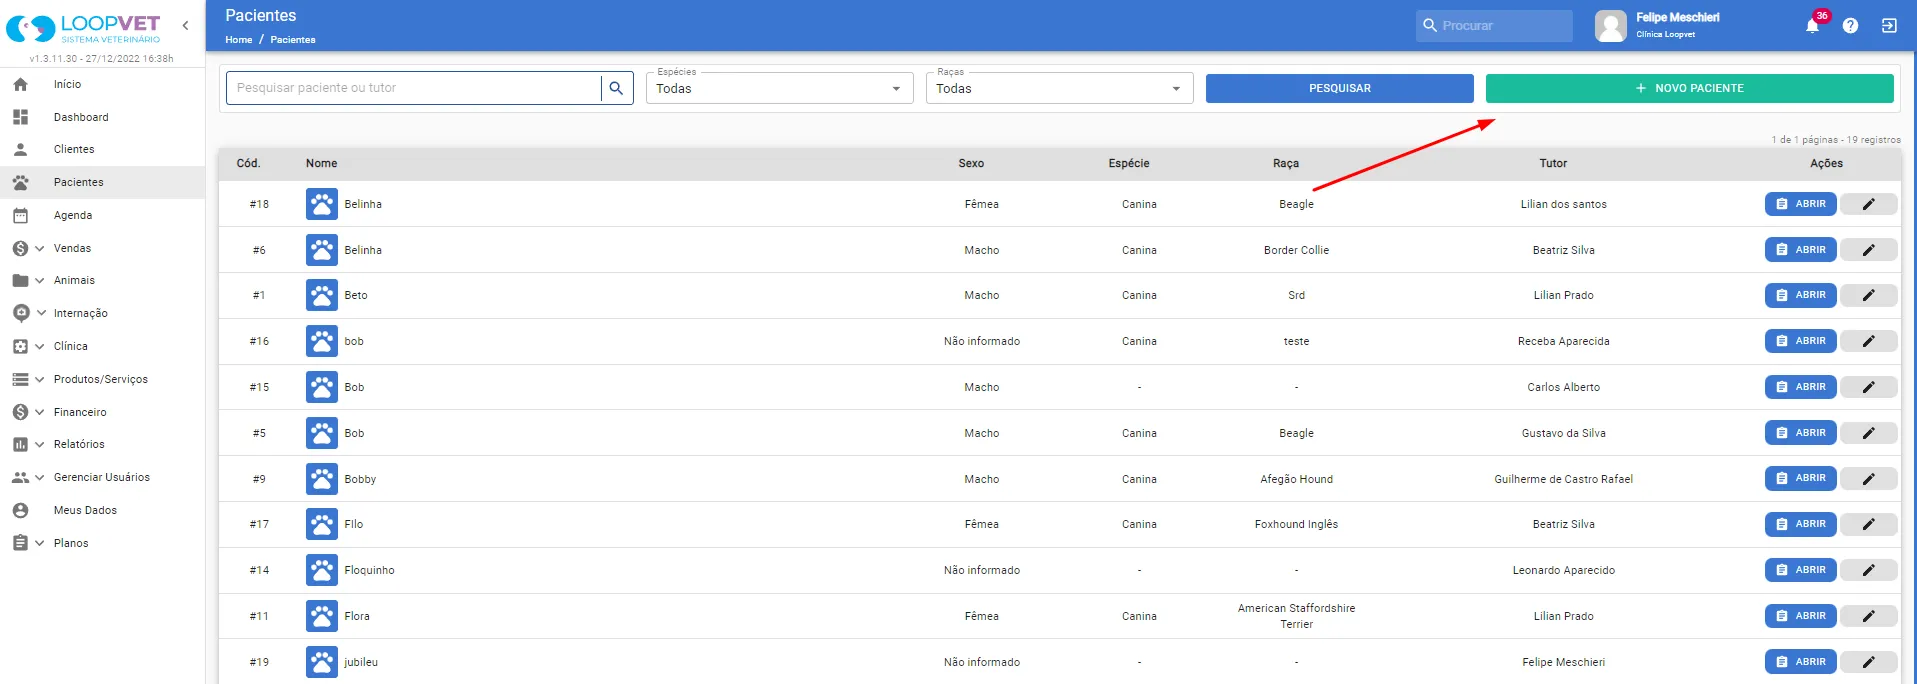 LOOPVET
SISTEMA VETERINÁRIO
v1.3.11.30 - 27/12/2022 16:38h
Início
Dashboard
Clientes
Pacientes
Agenda
Vendas
Animais
Internação
Clínica
Produtos/Serviços
Financeiro
Relatórios
Gerenciar Usuários
Meus Dados
Planos
Pacientes
Home / Pacientes
Procurar
Felipe Meschieri
Clínica Loopvet
36
Pesquisar paciente ou tutor
Espécies
Todas
Raças
Todas
PESQUISAR
+ NOVO PACIENTE
1 de 1 páginas - 19 registros
Cód. Nome Sexo Espécie Raça Tutor Ações
#18 Belinha Fêmea Canina Beagle Lilian dos santos ABRIR
#6 Belinha Macho Canina Border Collie Beatriz Silva ABRIR
#1 Beto Macho Canina Srd Lilian Prado ABRIR
#16 bob Não informado Canina teste Receba Aparecida ABRIR
#15 Bob Macho - - Carlos Alberto ABRIR
#5 Bob Macho Canina Beagle Gustavo da Silva ABRIR
#9 Bobby Macho Canina Afegão Hound Guilherme de Castro Rafael ABRIR
#17 FIlo Fêmea Canina Foxhound Inglês Beatriz Silva ABRIR
#14 Floquinho Não informado - - Leonardo Aparecido ABRIR
#11 Flora Fêmea Canina American Staffordshire Terrier Lilian Prado ABRIR
#19 jubileu Não informado - - Felipe Meschieri ABRIR